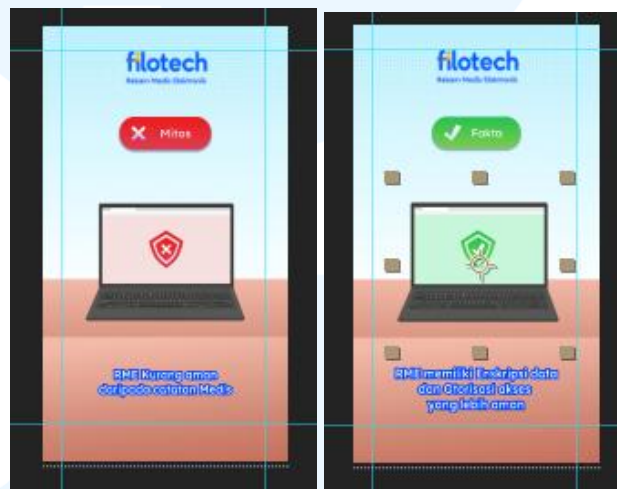 filotech
Rekam Medis Elektronik
Mitos
RME Kurang aman
daripada catatan Medis
filotech
Rekam Medis Elektronik
Fakta
RME memiliki Enskripsi data
dan Otorisasi akses
yang lebih aman